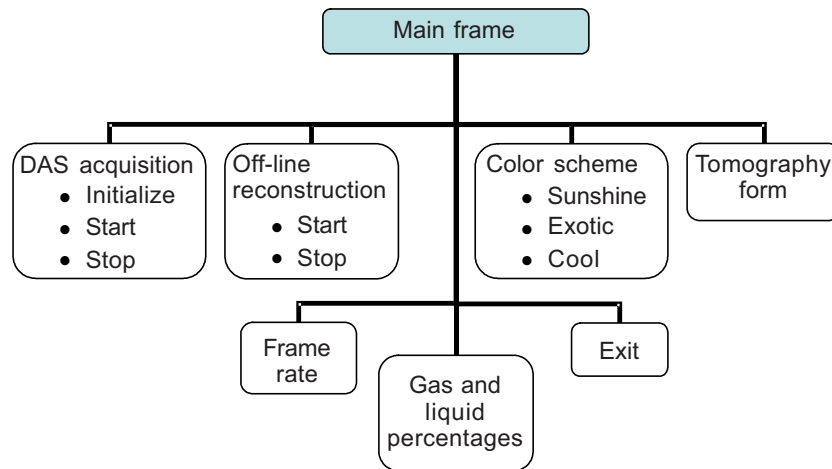 Main frame
DAS acquisition
● Initialize
● Start
● Stop
Off-line
reconstruction
● Start
● Stop
Color scheme
● Sunshine
● Exotic
● Cool
Tomography
form
Frame
rate
Gas and
liquid
percentages
Exit